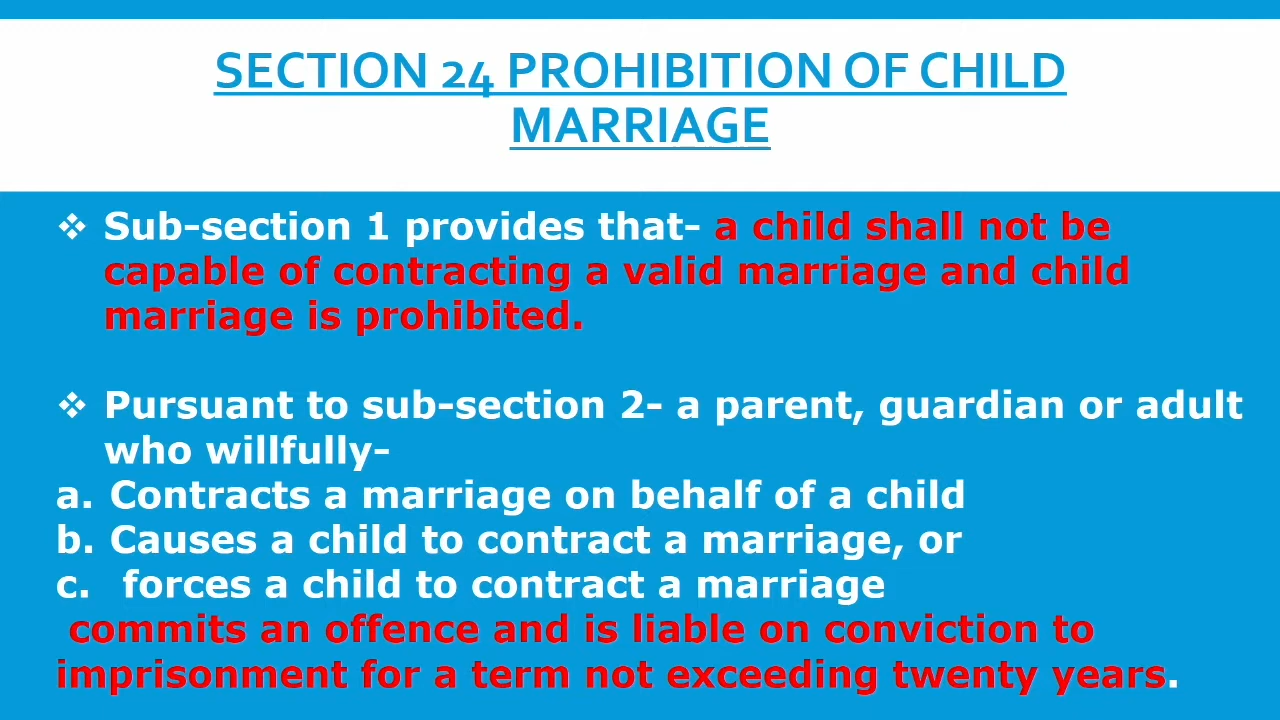 SECTION 24 PROHIBITION OF CHILD
MARRIAGE
❖ Sub-section 1 provides that- a child shall not be
capable of contracting a valid marriage and child
marriage is prohibited.
❖ Pursuant to sub-section 2- a parent, guardian or adult
who willfully-
a. Contracts a marriage on behalf of a child
b. Causes a child to contract a marriage, or
c. forces a child to contract a marriage
commits an offence and is liable on conviction to
imprisonment for a term not exceeding twenty years.